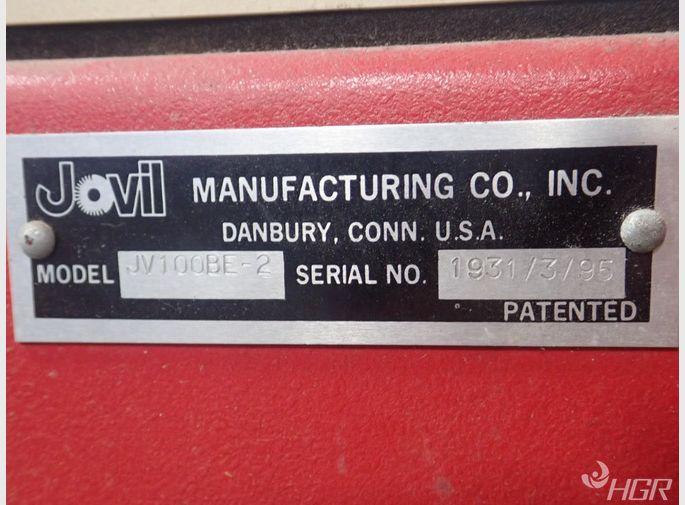 Jovil MANUFACTURING CO., INC.
DANBURY, CONN. U.S.A.
MODEL JV100BE-2 SERIAL NO. 1931/3/95
PATENTED
HGR